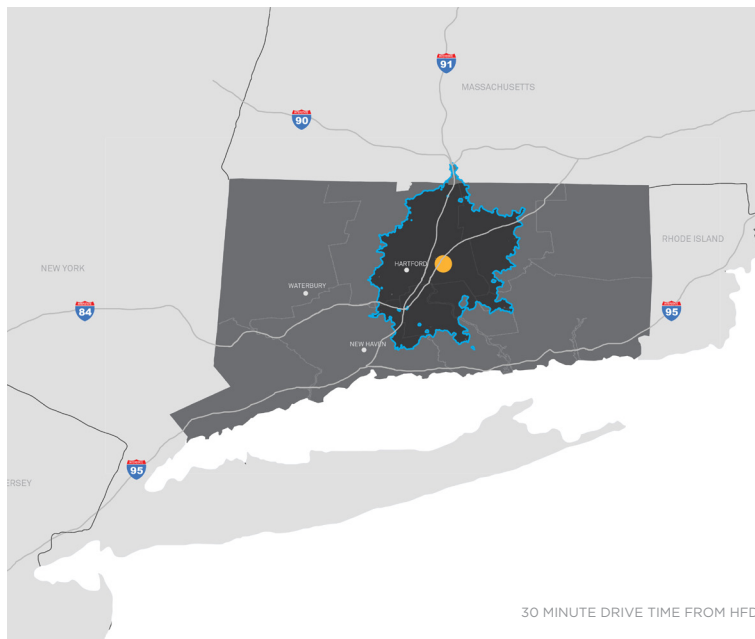 91
MASSACHUSETTS
90
RHODE ISLAND
HARTFORD
NEW YORK
WATERBURY
84
95
NEW HAVEN
95
ERSEY
30 MINUTE DRIVE TIME FROM HFD